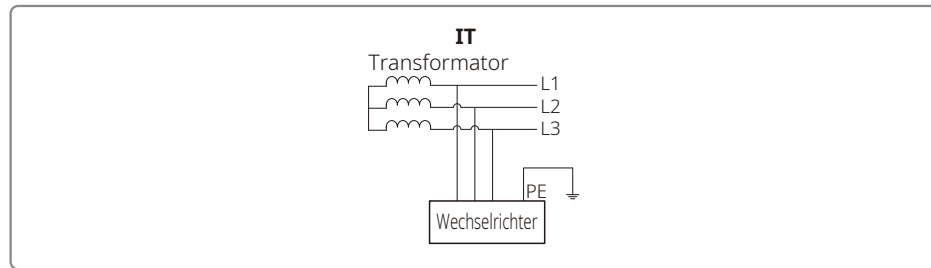 IT
Transformator
L1
L2
L3
PE
Wechselrichter